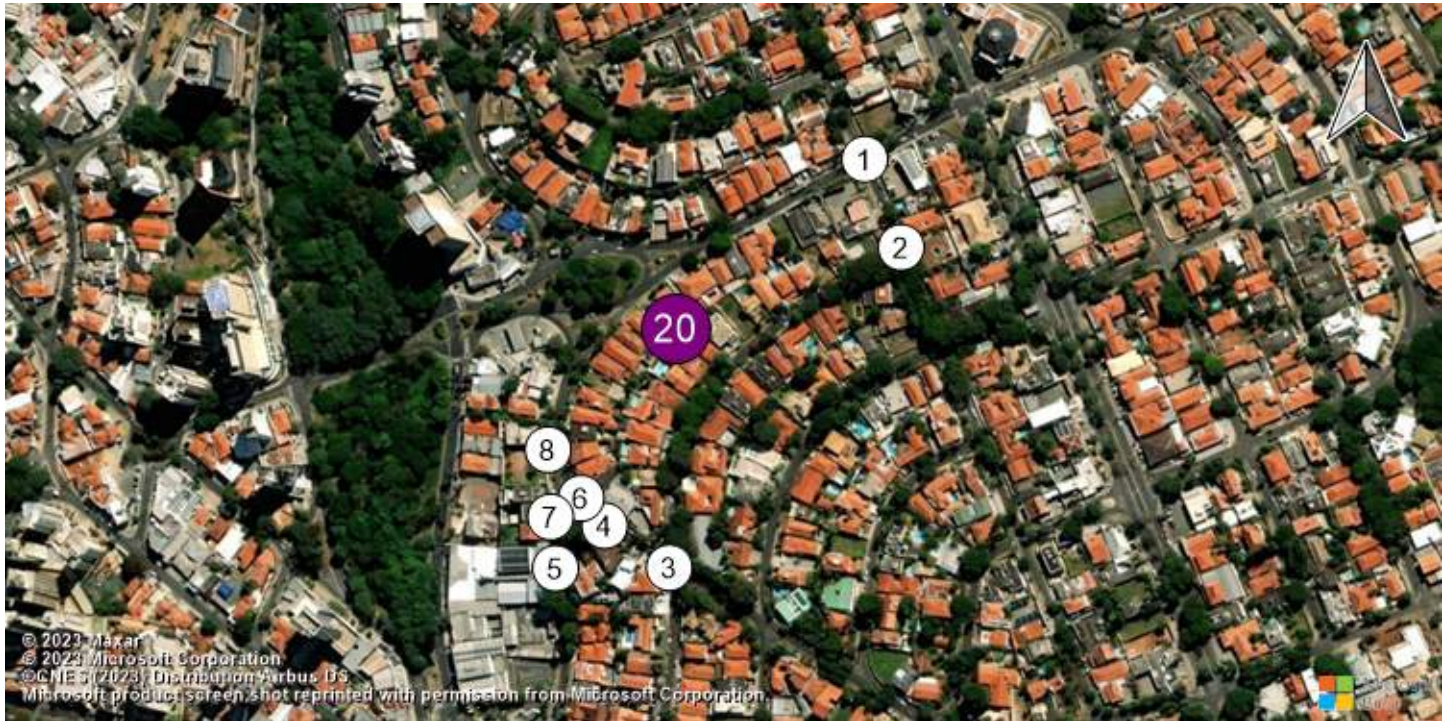 1
2
20
8
6
7
4
5
3
© 2023 Maxar
© 2023 Microsoft Corporation
©CNES (2023) Distribution Airbus DS
Microsoft product screen shot reprinted with permission from Microsoft Corporation.